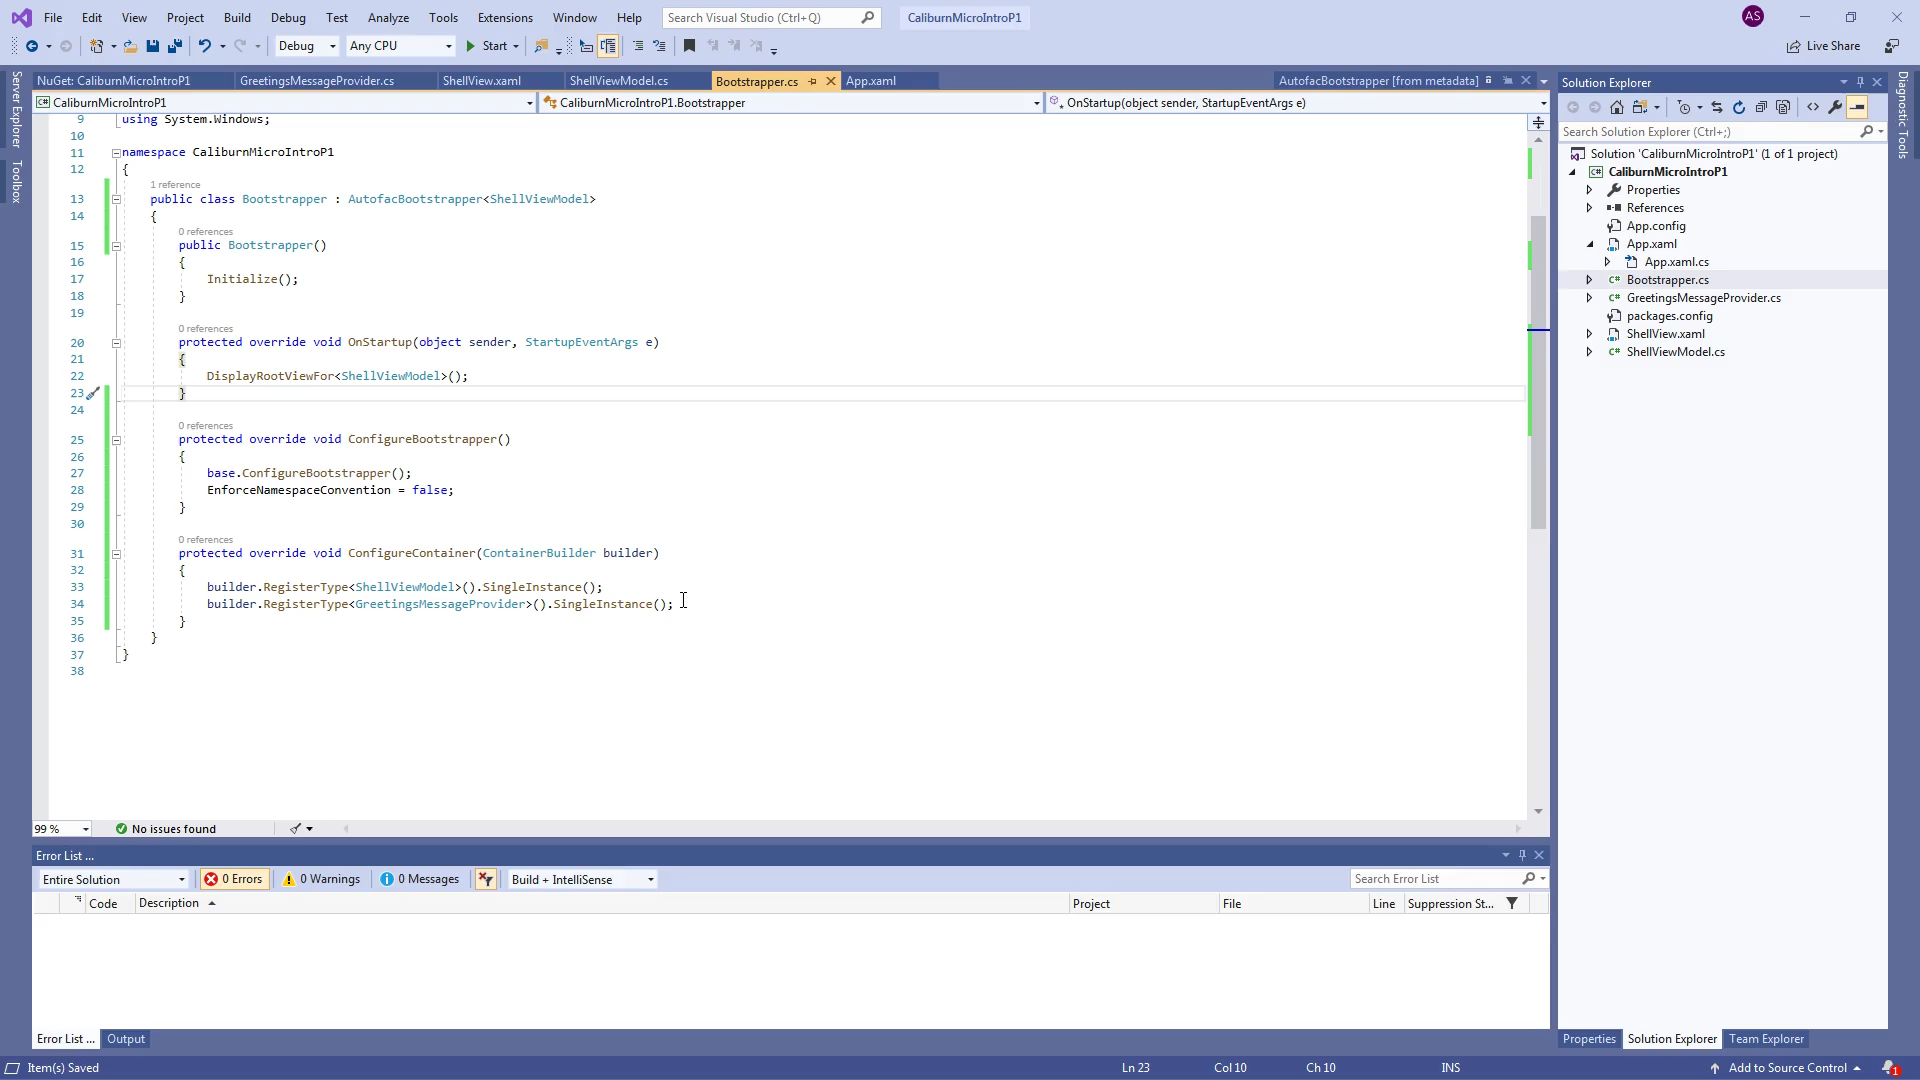 File Edit View Project Build Debug Test Analyze Tools Extensions Window Help Search Visual Studio (Ctrl+Q) CaliburnMicroIntroP1 AS
Debug Any CPU Start Live Share
Server Explorer
Toolbox
NuGet: CaliburnMicroIntroP1 GreetingsMessageProvider.cs ShellView.xaml ShellViewModel.cs Bootstrapper.cs App.xaml AutofacBootstrapper [from metadata]
CaliburnMicroIntroP1 CaliburnMicroIntroP1.Bootstrapper OnStartup(object sender, StartupEventArgs e)
9 using System.Windows;
10
11 namespace CaliburnMicroIntroP1
12 {
1 reference
13 public class Bootstrapper : AutofacBootstrapper<ShellViewModel>
14 {
0 references
15 public Bootstrapper()
16 {
17 Initialize();
18 }
19
0 references
20 protected override void OnStartup(object sender, StartupEventArgs e)
21 {
22 DisplayRootViewFor<ShellViewModel>();
23 }
24
0 references
25 protected override void ConfigureBootstrapper()
26 {
27 base.ConfigureBootstrapper();
28 EnforceNamespaceConvention = false;
29 }
30
0 references
31 protected override void ConfigureContainer(ContainerBuilder builder)
32 {
33 builder.RegisterType<ShellViewModel>().SingleInstance();
34 builder.RegisterType<GreetingsMessageProvider>().SingleInstance();
35 }
36 }
37 }
38
99 % No issues found
Error List ...
Entire Solution 0 Errors 0 Warnings 0 Messages Build + IntelliSense Search Error List
Code Description Project File Line Suppression St...
Error List ... Output
Solution Explorer
Search Solution Explorer (Ctrl+;)
Solution 'CaliburnMicroIntroP1' (1 of 1 project)
CaliburnMicroIntroP1
Properties
References
App.config
App.xaml
App.xaml.cs
Bootstrapper.cs
GreetingsMessageProvider.cs
packages.config
ShellView.xaml
ShellViewModel.cs
Properties Solution Explorer Team Explorer
Diagnostic Tools
Item(s) Saved Ln 23 Col 10 Ch 10 INS Add to Source Control 1